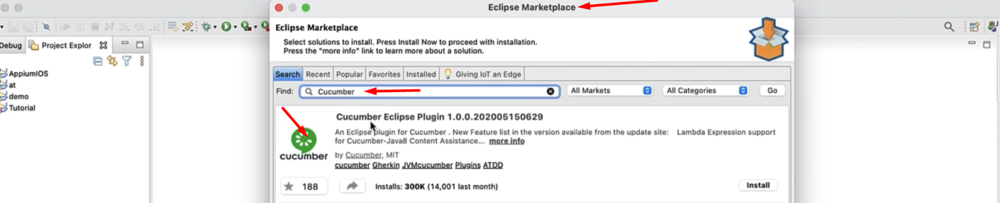 Eclipse Marketplace
Eclipse Marketplace
Select solutions to install. Press Install Now to proceed with installation.
Press the "more info" link to learn more about a solution.
Debug Project Explor
AppiumIOS
at
demo
Tutorial
Search Recent Popular Favorites Installed Giving IoT an Edge
Find: Cucumber All Markets All Categories Go
Cucumber Eclipse Plugin 1.0.0.202005150629
An Eclipse plugin for Cucumber . New Feature list in the version available from the update site: Lambda Expression support
for Cucumber-Java8 Content Assistance... more info
cucumber
by Cucumber, MIT
cucumber Gherkin JVMcucumber Plugins ATDD
188 Installs: 300K (14,001 last month) Install